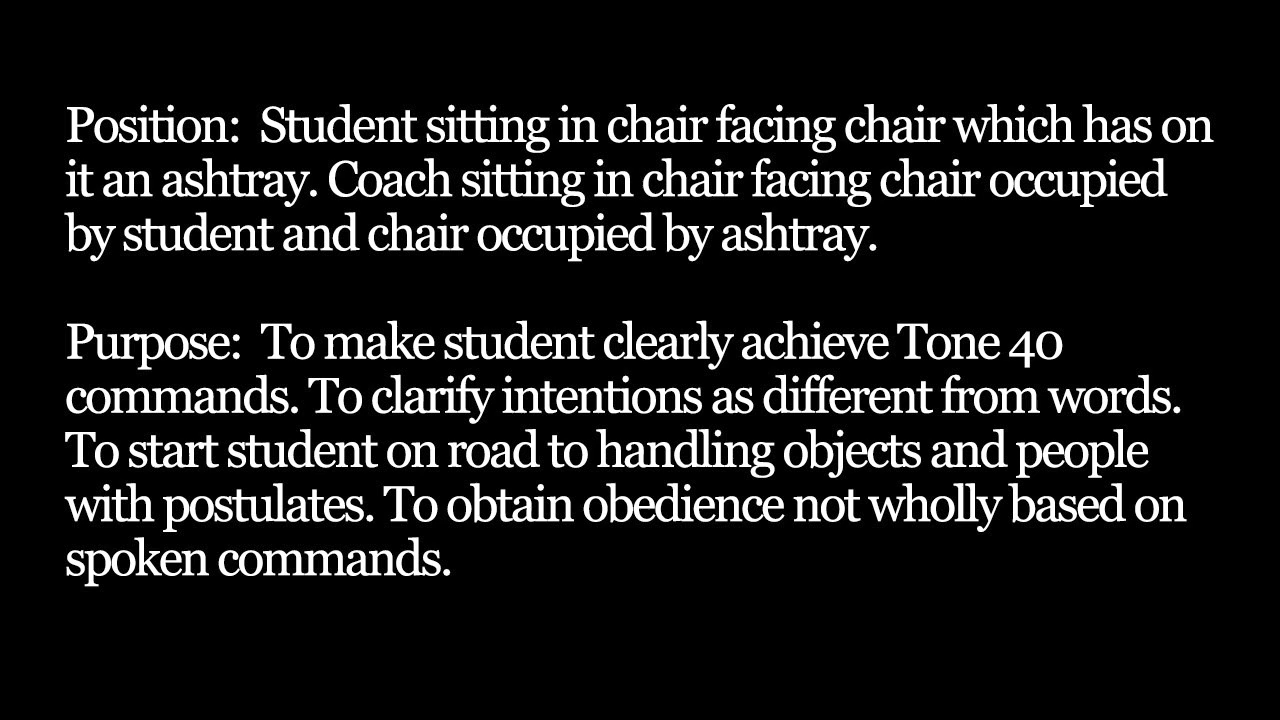 Position:  Student sitting in chair facing chair which has on
it an ashtray. Coach sitting in chair facing chair occupied
by student and chair occupied by ashtray.
Purpose:  To make student clearly achieve Tone 40
commands. To clarify intentions as different from words.
To start student on road to handling objects and people
with postulates. To obtain obedience not wholly based on
spoken commands.